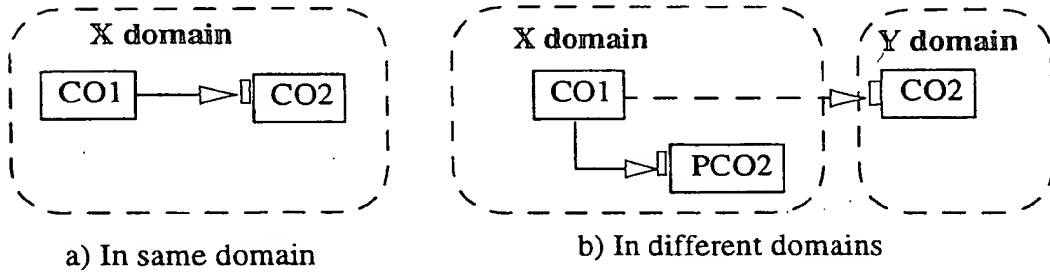 X domain
CO1
CO2
a) In same domain
X domain
CO1
PCO2
Y domain
CO2
b) In different domains